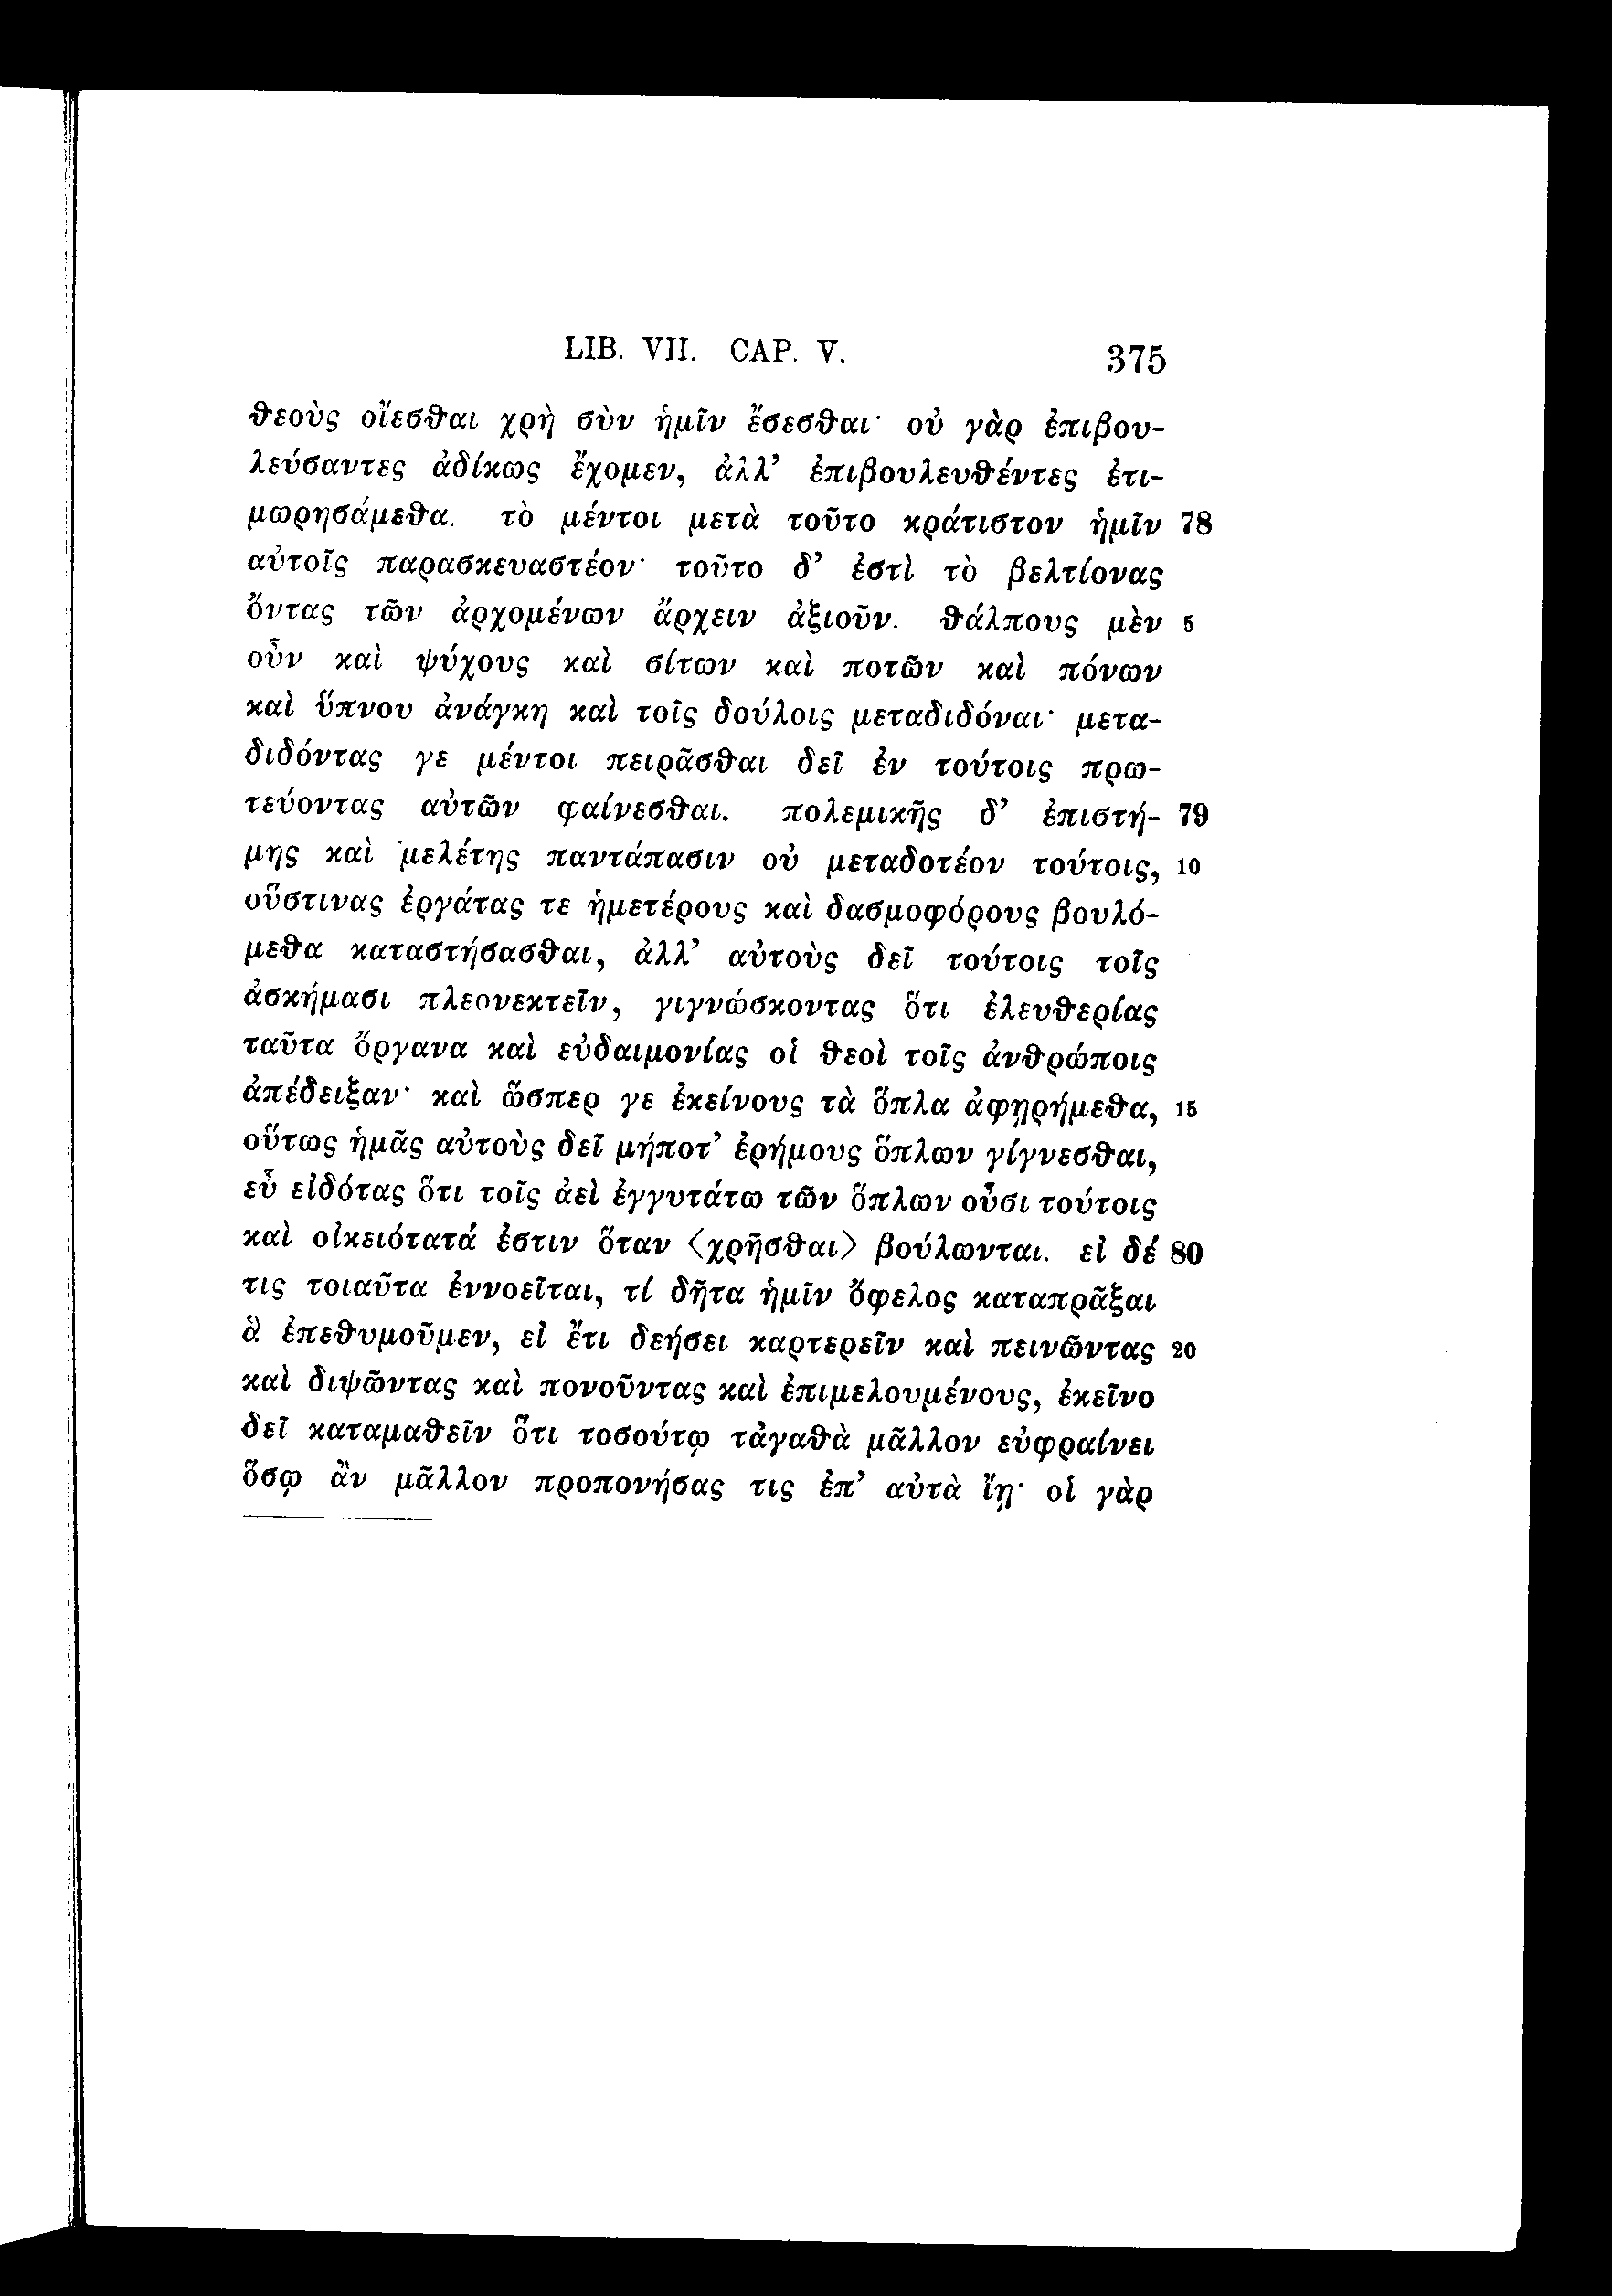 LIB. VII. CAP. V. 375
θεοὺς οἴεσθαι χρὴ σὺν ἡμῖν ἔσεσθαι· οὐ γὰρ ἐπιβου-
λεύσαντες ἀδίκως ἔχομεν, ἀλλ’ ἐπιβουλευθέντες ἐτι-
μωρησάμεθα. τὸ μέντοι μετὰ τοῦτο κράτιστον ἡμῖν 78
αὐτοῖς παρασκευαστέον· τοῦτο δ’ ἐστὶ τὸ βελτίονας
ὄντας τῶν ἀρχομένων ἄρχειν ἀξιοῦν. θάλπους μὲν 5
οὖν καὶ ψύχους καὶ σίτων καὶ ποτῶν καὶ πόνων
καὶ ὕπνου ἀνάγκη καὶ τοῖς δούλοις μεταδιδόναι· μετα-
διδόντας γε μέντοι πειρᾶσθαι δεῖ ἐν τούτοις πρω-
τεύοντας αὐτῶν φαίνεσθαι. πολεμικῆς δ’ ἐπιστή- 79
μης καὶ μελέτης παντάπασιν οὐ μεταδοτέον τούτοις, 10
οὕστινας ἐργάτας τε ἡμετέρους καὶ δασμοφόρους βουλό-
μεθα καταστήσασθαι, ἀλλ’ αὐτοὺς δεῖ τούτοις τοῖς
ἀσκήμασι πλεονεκτεῖν, γιγνώσκοντας ὅτι ἐλευθερίας
ταῦτα ὄργανα καὶ εὐδαιμονίας οἱ θεοὶ τοῖς ἀνθρώποις
ἀπέδειξαν· καὶ ὥσπερ γε ἐκείνους τὰ ὅπλα ἀφῃρήμεθα, 15
οὕτως ἡμᾶς αὐτοὺς δεῖ μήποτ’ ἐρήμους ὅπλων γίγνεσθαι,
εὖ εἰδότας ὅτι τοῖς ἀεὶ ἐγγυτάτω τῶν ὅπλων οὖσι τούτοις
καὶ οἰκειότατά ἐστιν ὅταν ⟨χρῆσθαι⟩ βούλωνται. εἰ δέ 80
τις τοιαῦτα ἐννοεῖται, τί δῆτα ἡμῖν ὄφελος καταπρᾶξαι
ἃ ἐπεθυμοῦμεν, εἰ ἔτι δεήσει καρτερεῖν καὶ πεινῶντας 20
καὶ διψῶντας καὶ πονοῦντας καὶ ἐπιμελουμένους, ἐκεῖνο
δεῖ καταμαθεῖν ὅτι τοσούτῳ τἀγαθὰ μᾶλλον εὐφραίνει
ὅσῳ ἂν μᾶλλον προπονήσας τις ἐπ’ αὐτὰ ἴῃ· οἱ γὰρ